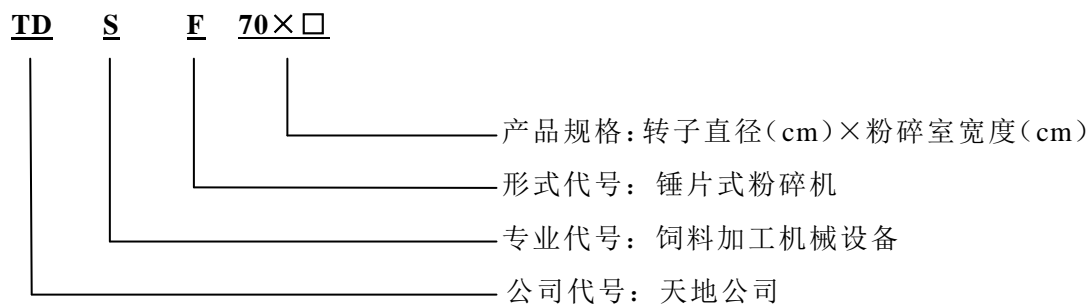 TD S F 70×□
产品规格：转子直径（cm）×粉碎室宽度（cm）
形式代号：锤片式粉碎机
专业代号：饲料加工机械设备
公司代号：天地公司